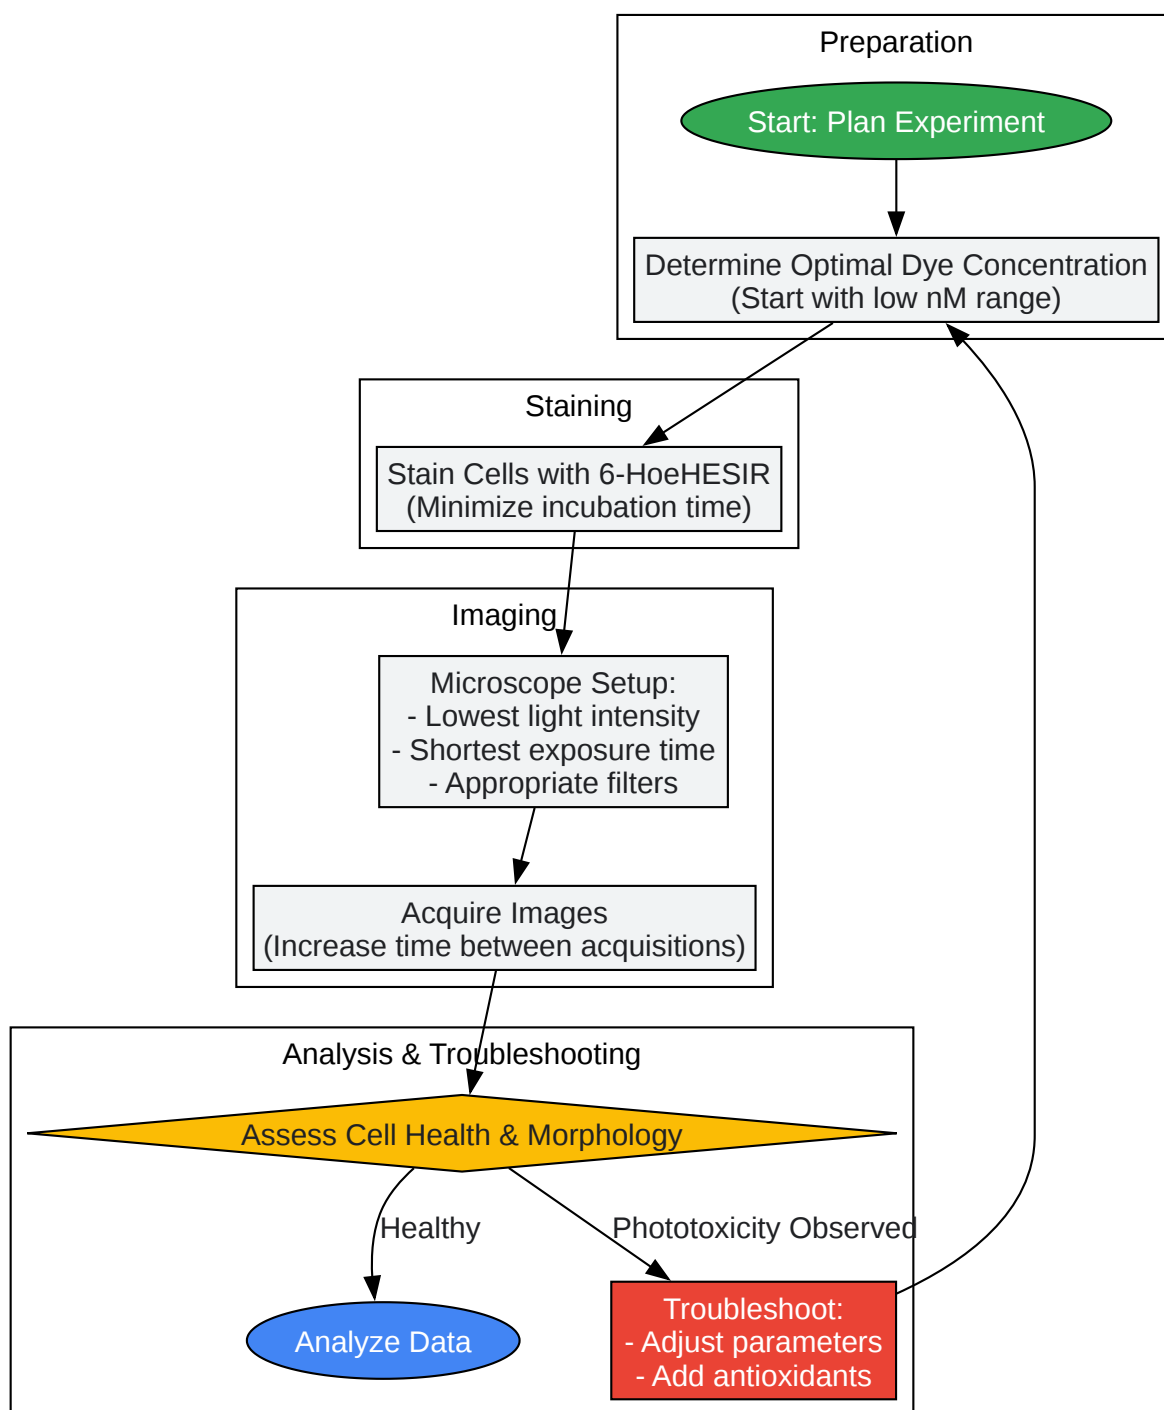 Preparation
Start: Plan Experiment
Determine Optimal Dye Concentration
(Start with low nM range)
Staining
Stain Cells with 6-HoeHESIR
(Minimize incubation time)
Imaging
Microscope Setup:
- Lowest light intensity
- Shortest exposure time
- Appropriate filters
Acquire Images
(Increase time between acquisitions)
Analysis & Troubleshooting
Assess Cell Health & Morphology
Healthy
Phototoxicity Observed
Analyze Data
Troubleshoot:
- Adjust parameters
- Add antioxidants